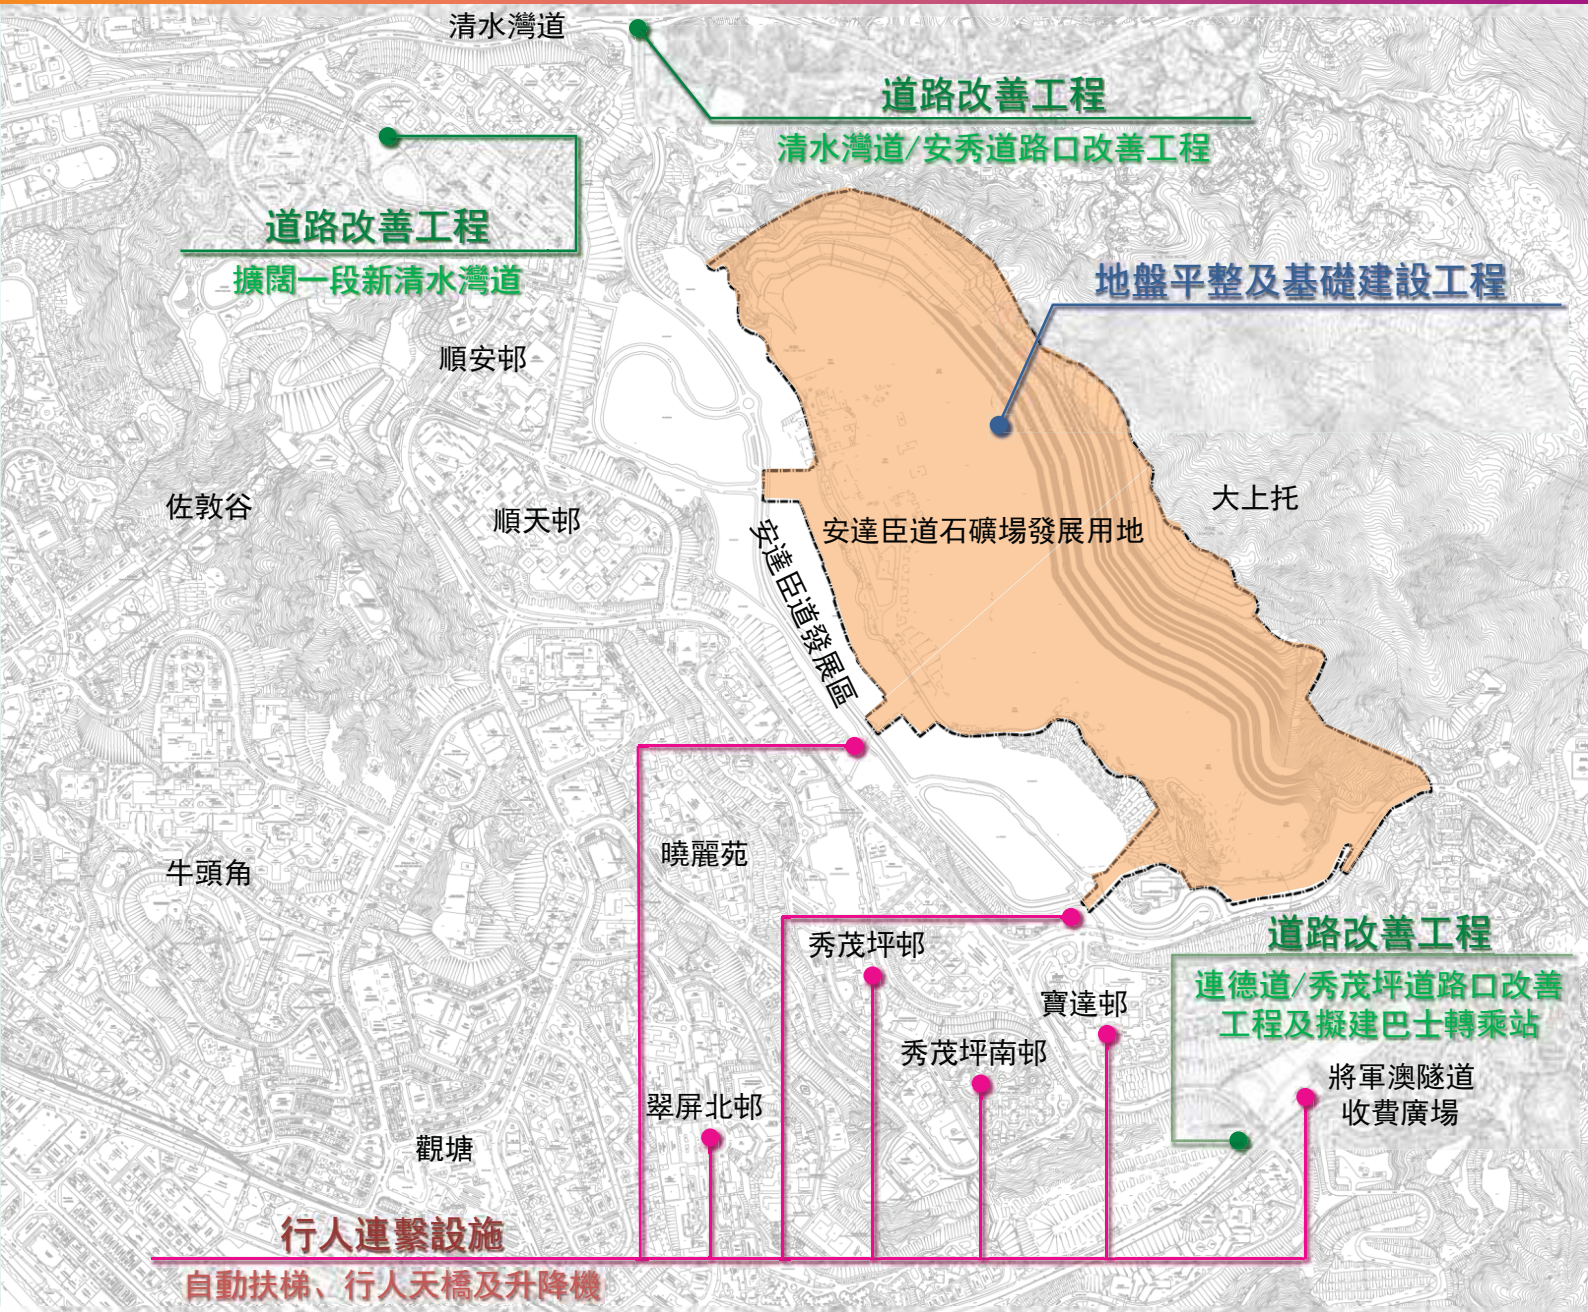 清水灣道
道路改善工程
清水灣道/安秀道路口改善工程
道路改善工程
擴闊一段新清水灣道
地盤平整及基礎建設工程
順安邨
佐敦谷
順天邨
大上托
安達臣道石礦場發展用地
安達臣道發展區
曉麗苑
牛頭角
秀茂坪邨
道路改善工程
連德道/秀茂坪道路口改善
工程及擬建巴士轉乘站
寶達邨
秀茂坪南邨
將軍澳隧道
收費廣場
翠屏北邨
觀塘
行人連繫設施
自動扶梯、行人天橋及升降機